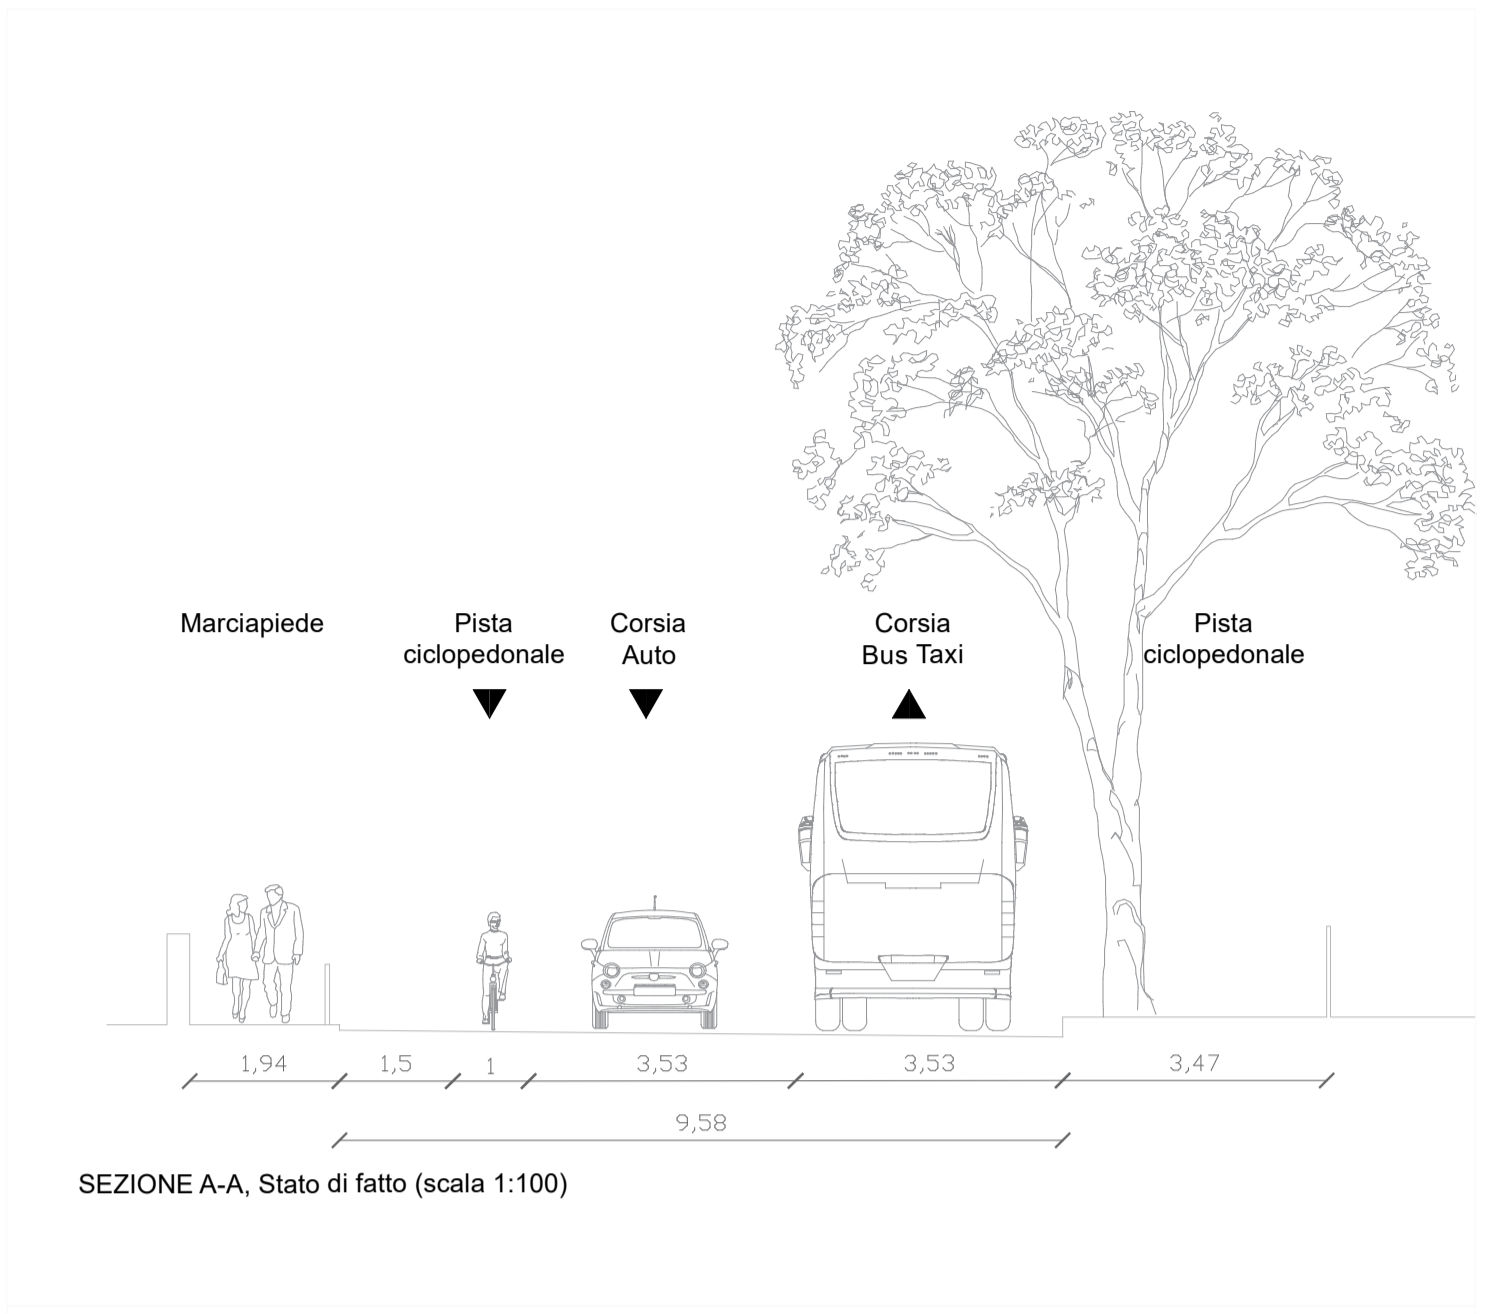 Marciapiede
Pista
ciclopedonale
Corsia
Auto
Corsia
Bus Taxi
Pista
ciclopedonale
1,94
1,5
1
3,53
3,53
3,47
9,58
SEZIONE A-A, Stato di fatto (scala 1:100)